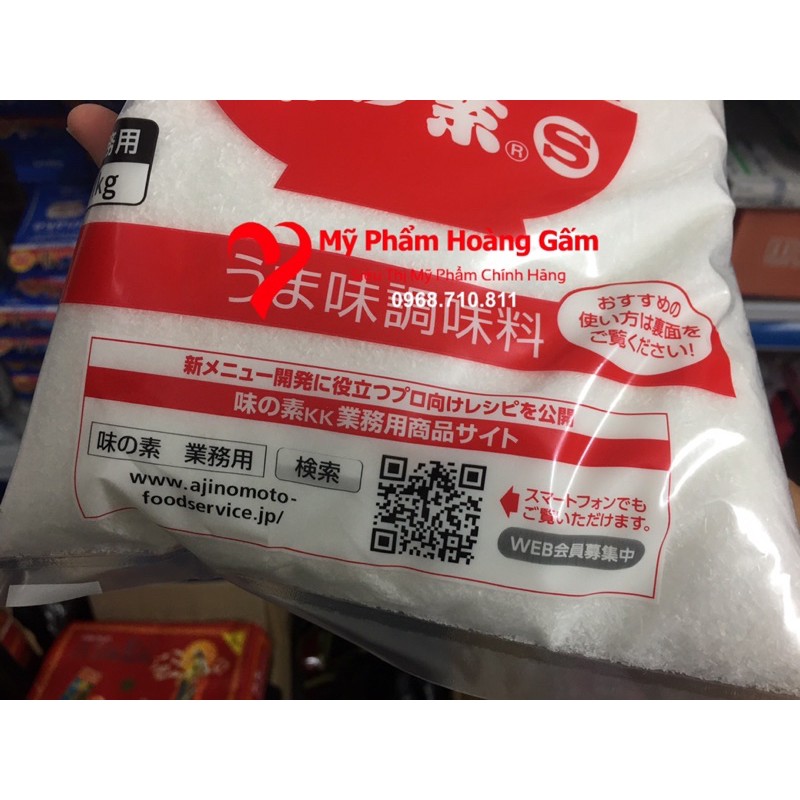 の素® S
務用
kg
Mỹ Phẩm Hoàng Gấm
Mỹ Phẩm Chính Hãng
0968.710.811
うま味調味料
おすすめの
使い方は裏面を
ご覧ください!
新メニュー開発に役立つプロ向けレシピを公開
味の素KK業務用商品サイト
味の素 業務用
検索
www.ajinomoto-
foodservice.jp/
スマートフォンでも
ご覧いただけます。
WEB会員募集中